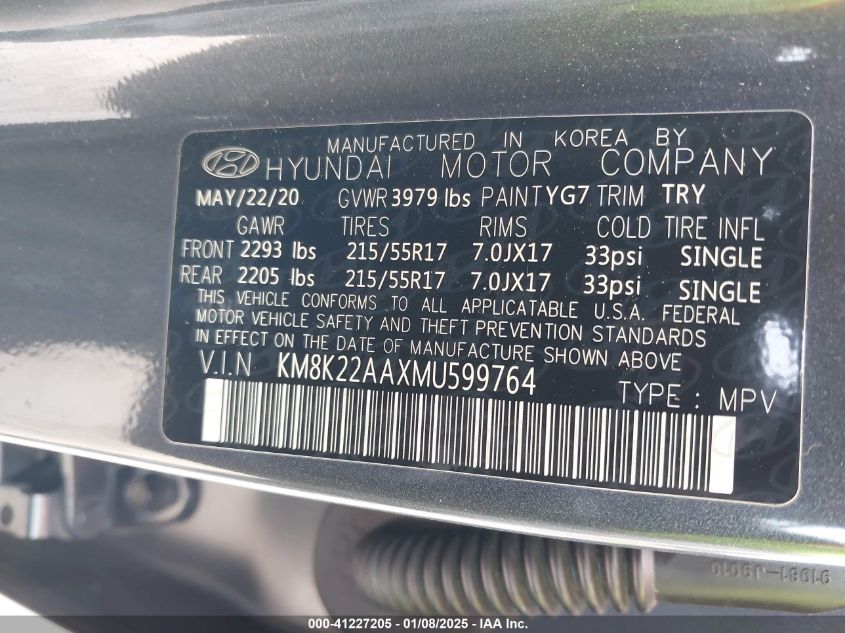 MANUFACTURED IN KOREA BY
HYUNDAI MOTOR COMPANY
MAY/22/20 GVWR 3979 lbs PAINT YG7 TRIM TRY
GAWR TIRES RIMS COLD TIRE INFL
FRONT 2293 lbs 215/55R17 7.0JX17 33psi SINGLE
REAR 2205 lbs 215/55R17 7.0JX17 33psi SINGLE
THIS VEHICLE CONFORMS TO ALL APPLICATABLE U.S.A. FEDERAL
MOTOR VEHICLE SAFETY AND THEFT PREVENTION STANDARDS
IN EFFECT ON THE DATE OF MANUFACTURE SHOWN ABOVE
V.I.N KM8K22AAXMU599764 TYPE : MPV
91981-J9010
000-41227205 - 01/08/2025 - IAA Inc.